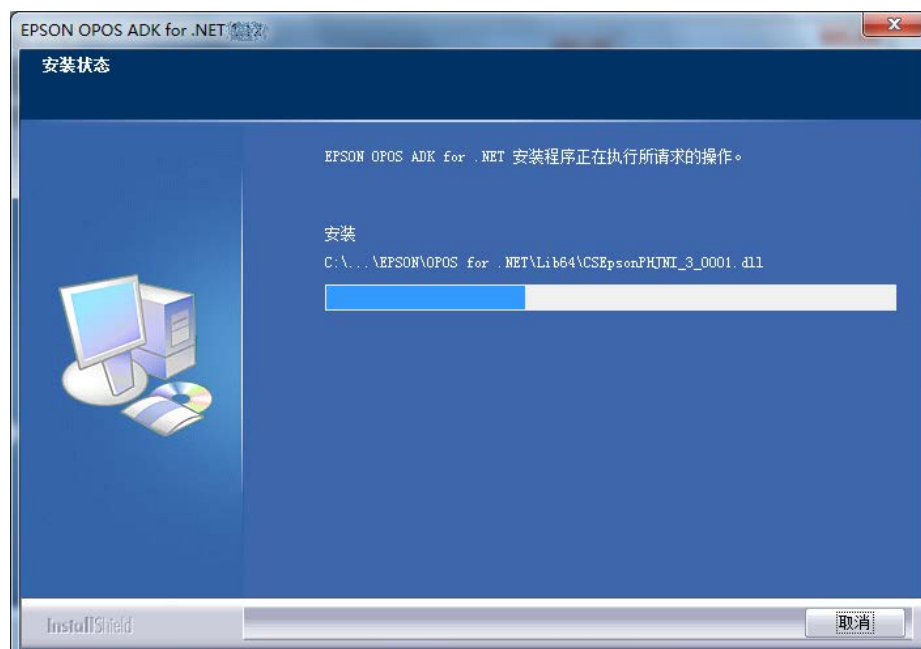 EPSON OPOS ADK for .NET
安装状态
EPSON OPOS ADK for .NET 安装程序正在执行所请求的操作。
安装
C:\...\EPSON\OPOS for .NET\Lib64\CSEpsonPHJNI_3_0001.dll
InstallShield
取消